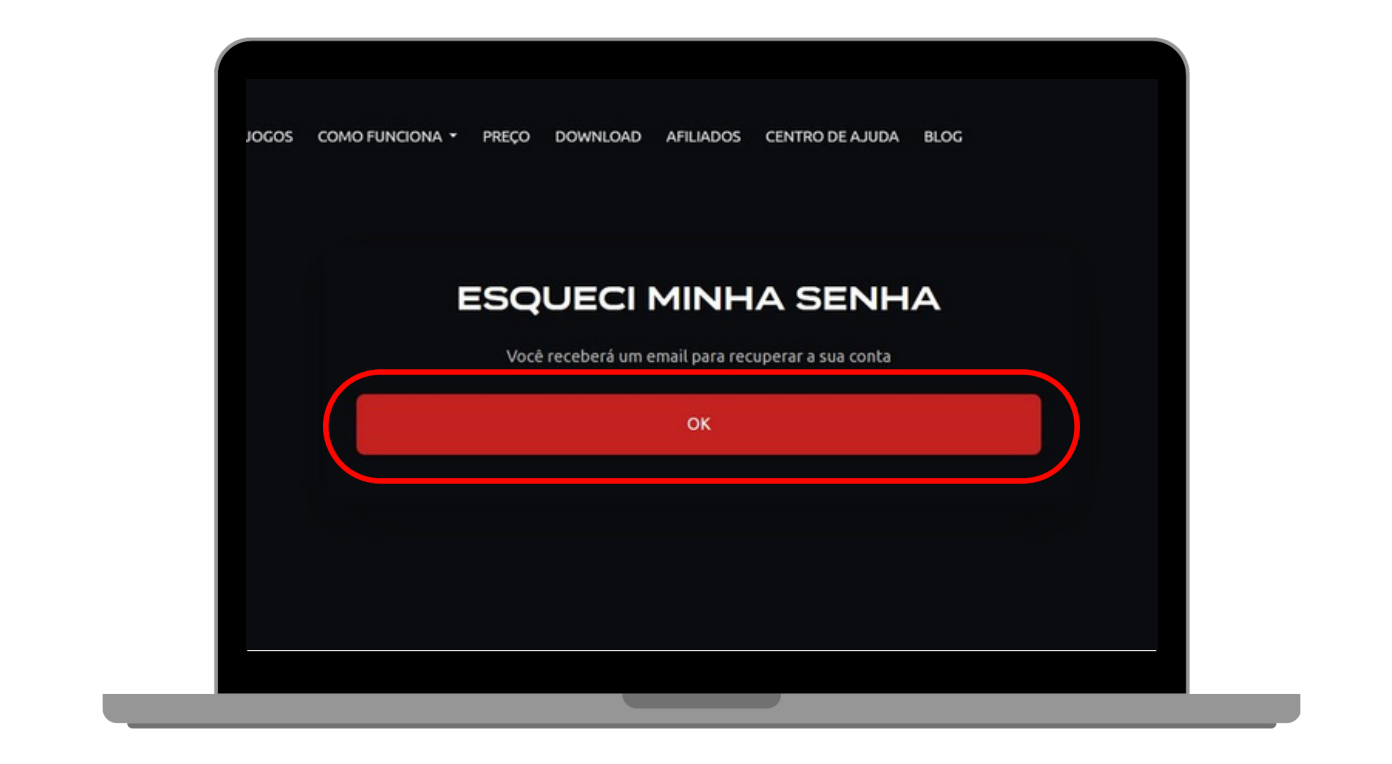 JOGOS COMO FUNCIONA PREÇO DOWNLOAD AFILIADOS CENTRO DE AJUDA BLOG
ESQUECI MINHA SENHA
Você receberá um email para recuperar a sua conta
OK